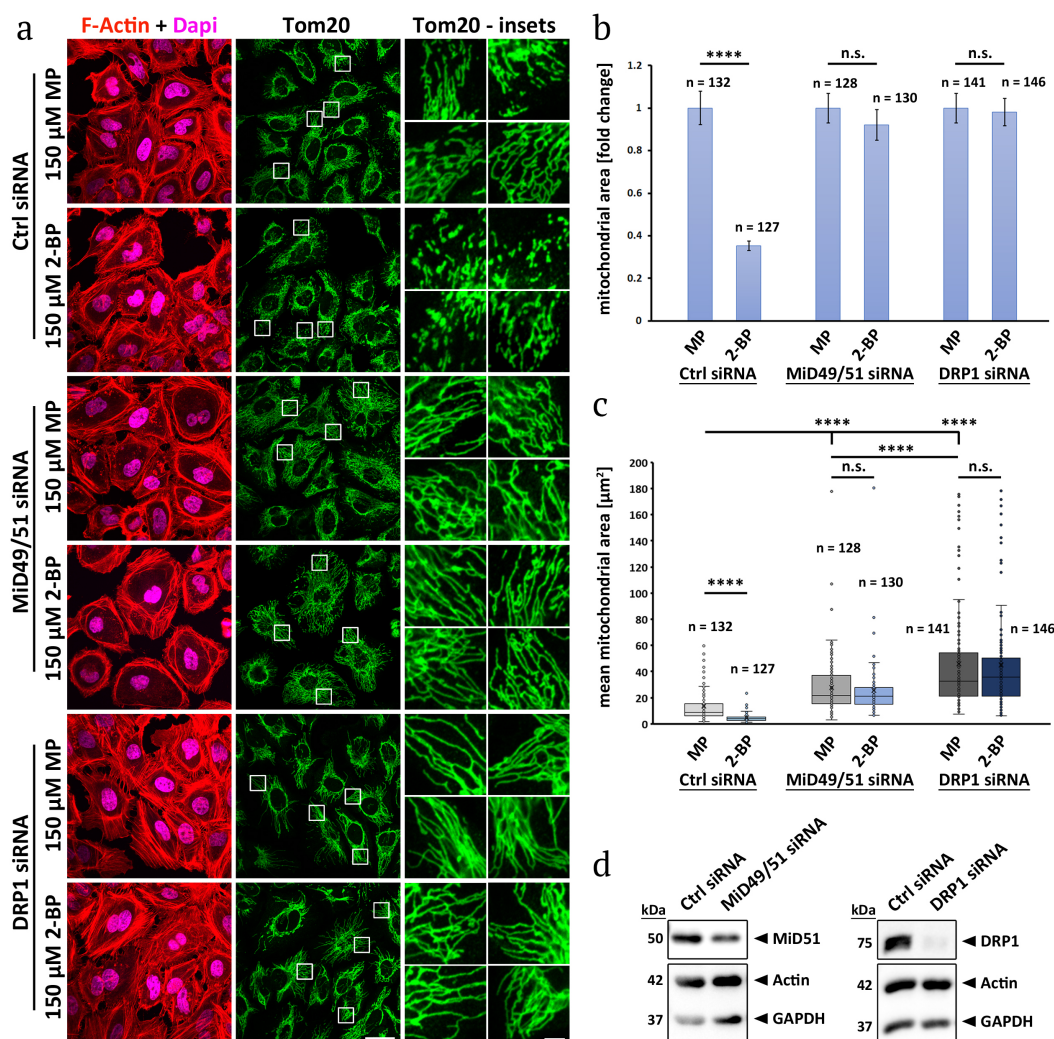 a
F-Actin + Dapi
Tom20
Tom20 - insets
Ctrl siRNA
150 µM MP
150 µM 2-BP
MiD49/51 siRNA
150 µM MP
150 µM 2-BP
DRP1 siRNA
150 µM MP
150 µM 2-BP
b
mitochondrial area [fold change]
1.2
1
0.8
0.6
0.4
0.2
0
**** n.s. n.s.
n = 132
n = 127
n = 128
n = 130
n = 141
n = 146
MP 2-BP MP 2-BP MP 2-BP
Ctrl siRNA MiD49/51 siRNA DRP1 siRNA
c
mean mitochondrial area [µm²]
200
180
160
140
120
100
80
60
40
20
0
**** ****
****
n.s. n.s.
****
n = 132
n = 127
n = 128
n = 130
n = 141
n = 146
MP 2-BP MP 2-BP MP 2-BP
Ctrl siRNA MiD49/51 siRNA DRP1 siRNA
d
Ctrl siRNA MiD49/51 siRNA
kDa
50 MiD51
42 Actin
37 GAPDH
Ctrl siRNA DRP1 siRNA
kDa
75 DRP1
42 Actin
37 GAPDH